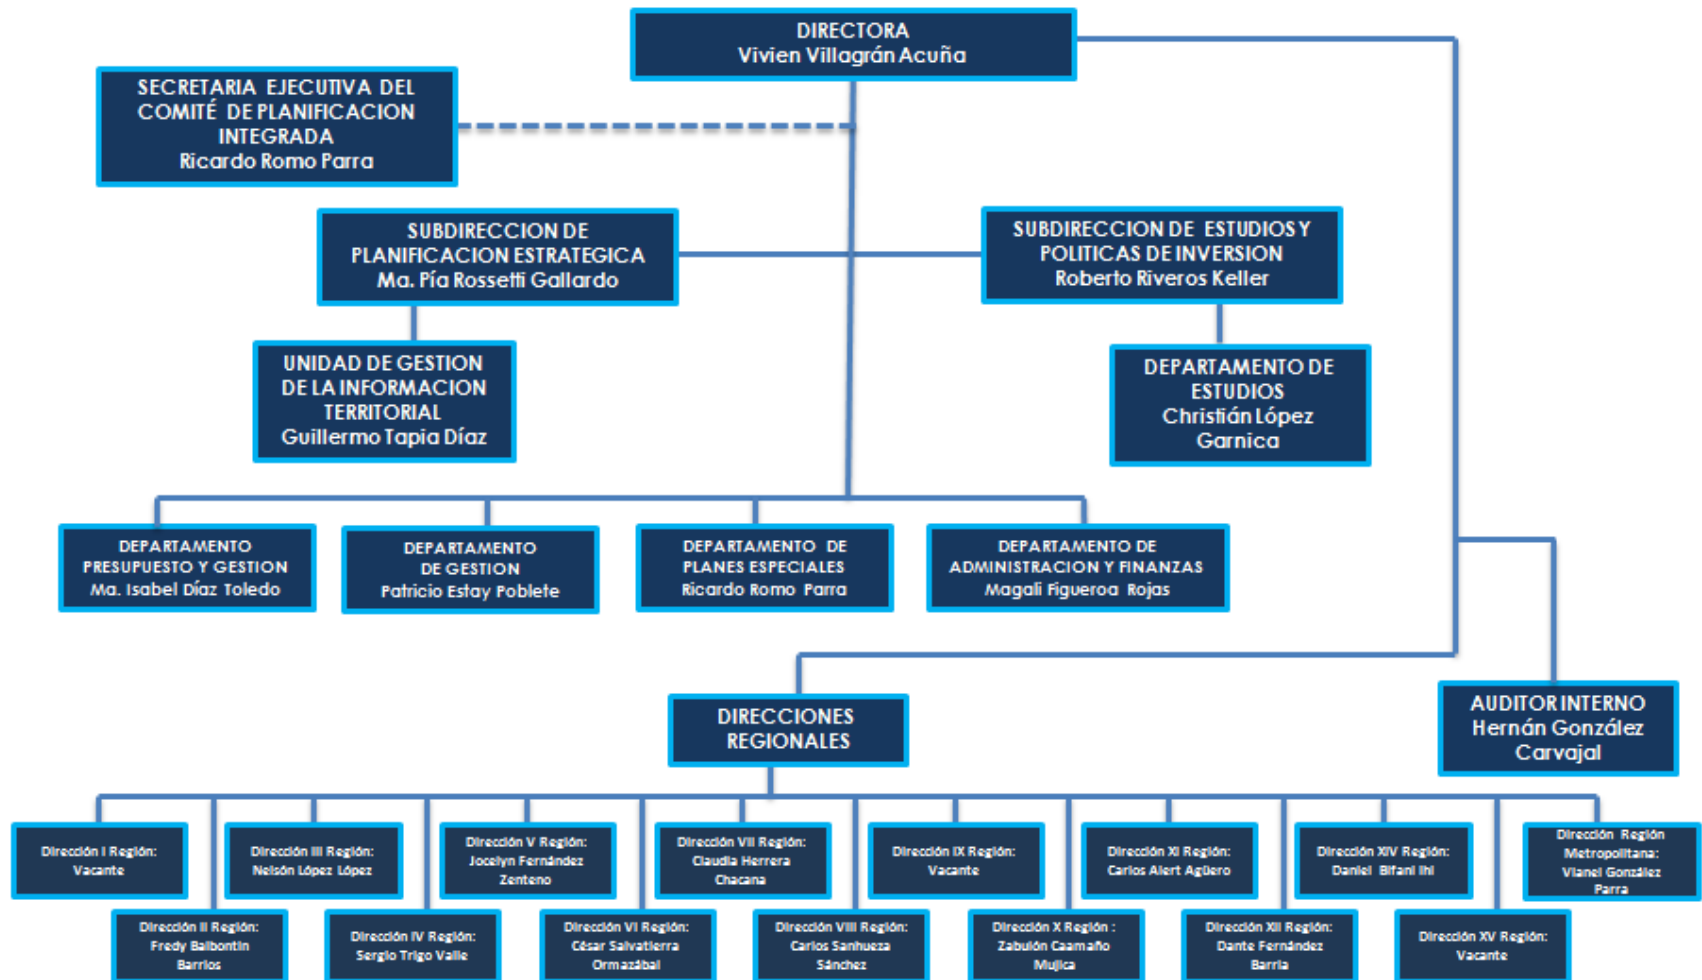 DIRECTORA
Vivien Villagrán Acuña
SECRETARIA EJECUTIVA DEL
COMITÉ DE PLANIFICACION
INTEGRADA
Ricardo Romo Parra
SUBDIRECCION DE
PLANIFICACION ESTRATEGICA
Ma. Pía Rossetti Gallardo
SUBDIRECCION DE ESTUDIOS Y
POLITICAS DE INVERSION
Roberto Riveros Keller
UNIDAD DE GESTION
DE LA INFORMACION
TERRITORIAL
Guillermo Tapia Díaz
DEPARTAMENTO DE
ESTUDIOS
Christián López
Garnica
DEPARTAMENTO
PRESUPUESTO Y GESTION
Ma. Isabel Díaz Toledo
DEPARTAMENTO
DE GESTION
Patricio Estay Poblete
DEPARTAMENTO DE
PLANES ESPECIALES
Ricardo Romo Parra
DEPARTAMENTO DE
ADMINISTRACION Y FINANZAS
Magali Figueroa Rojas
DIRECCIONES
REGIONALES
AUDITOR INTERNO
Hernán González
Carvajal
Dirección I Región:
Vacante
Dirección II Región:
Fredy Balbontin
Barrios
Dirección III Región:
Nelsón López López
Dirección IV Región:
Sergio Trigo Valle
Dirección V Región:
Jocelyn Fernández
Zenteno
Dirección VI Región:
César Salvatierra
Ormazábal
Dirección VII Región:
Claudia Herrera
Chacana
Dirección VIII Región:
Carlos Sanhueza
Sánchez
Dirección IX Región:
Vacante
Dirección X Región :
Zabulón Caamaño
Mujica
Dirección XI Región:
Carlos Alert Agüero
Dirección XII Región:
Dante Fernández
Barria
Dirección XIV Región:
Daniel Bifani Ihl
Dirección XV Región:
Vacante
Dirección Región
Metropolitana:
Vianel González
Parra